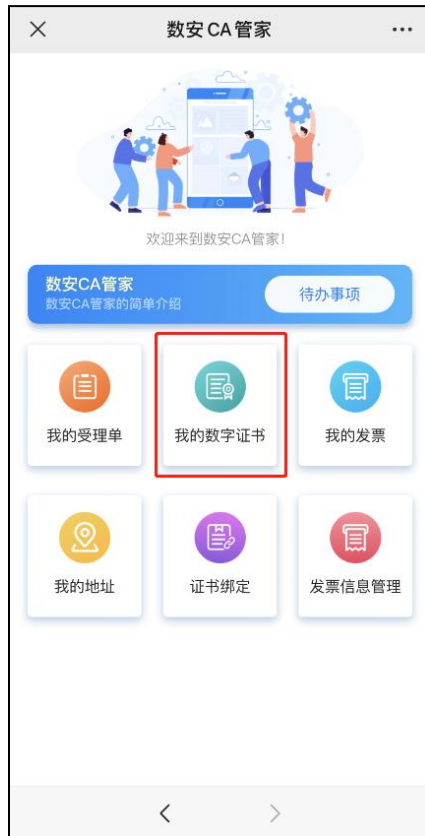 数安CA管家
欢迎来到数安CA管家!
数安CA管家
数安CA管家的简单介绍
待办事项
我的受理单
我的数字证书
我的发票
我的地址
证书绑定
发票信息管理